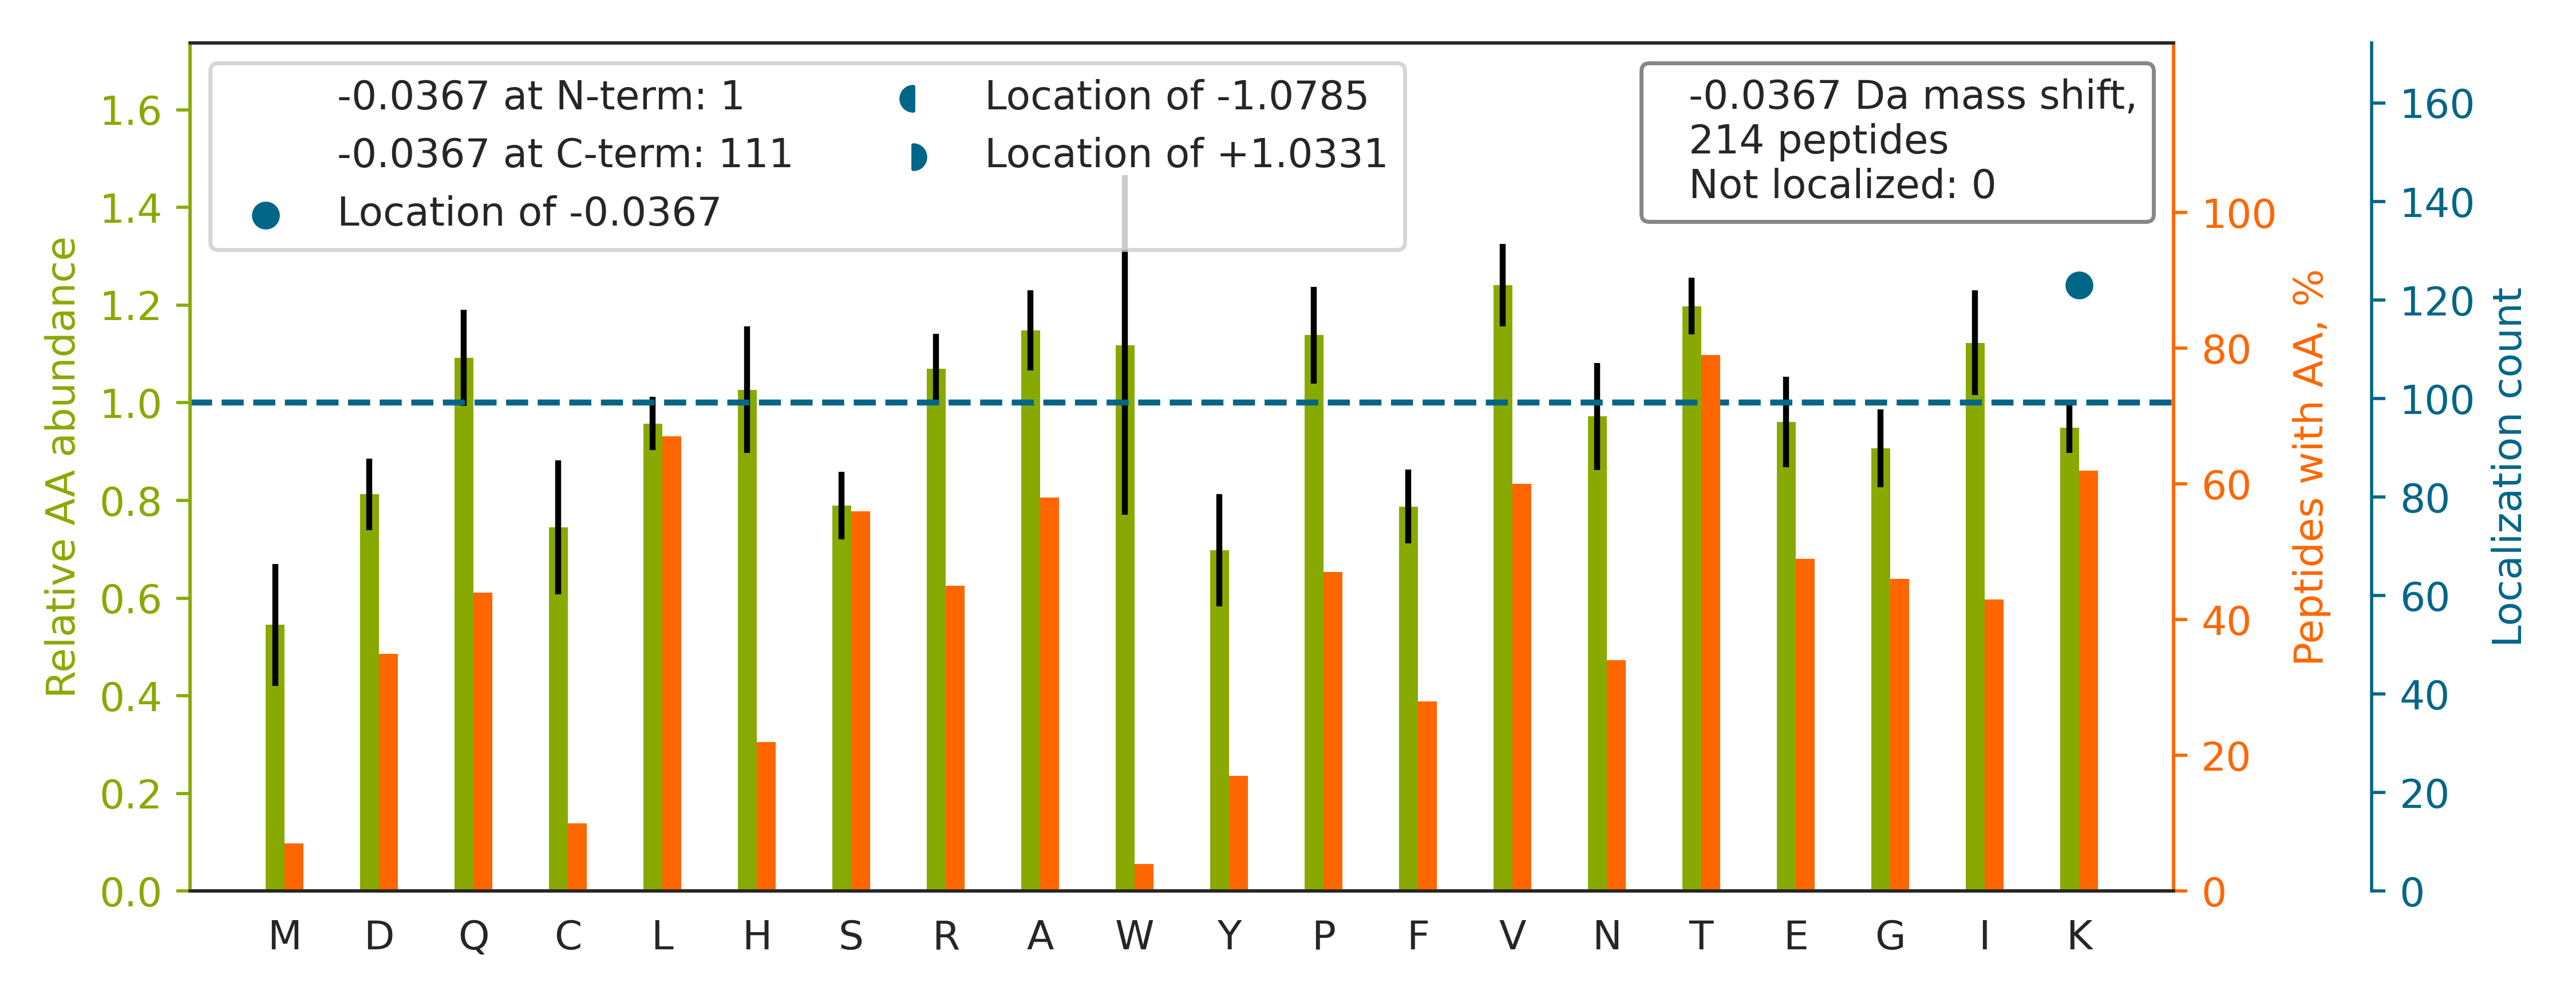 -0.0367 at N-term: 1
-0.0367 at C-term: 111
Location of -0.0367
Location of -1.0785
Location of +1.0331
-0.0367 Da mass shift,
214 peptides
Not localized: 0
Relative AA abundance
1.6
1.4
1.2
1.0
0.8
0.6
0.4
0.2
0.0
M D Q C L H S R A W Y P F V N T E G I K
100
80
60
40
20
0
Peptides with AA, %
160
140
120
100
80
60
40
20
0
Localization count